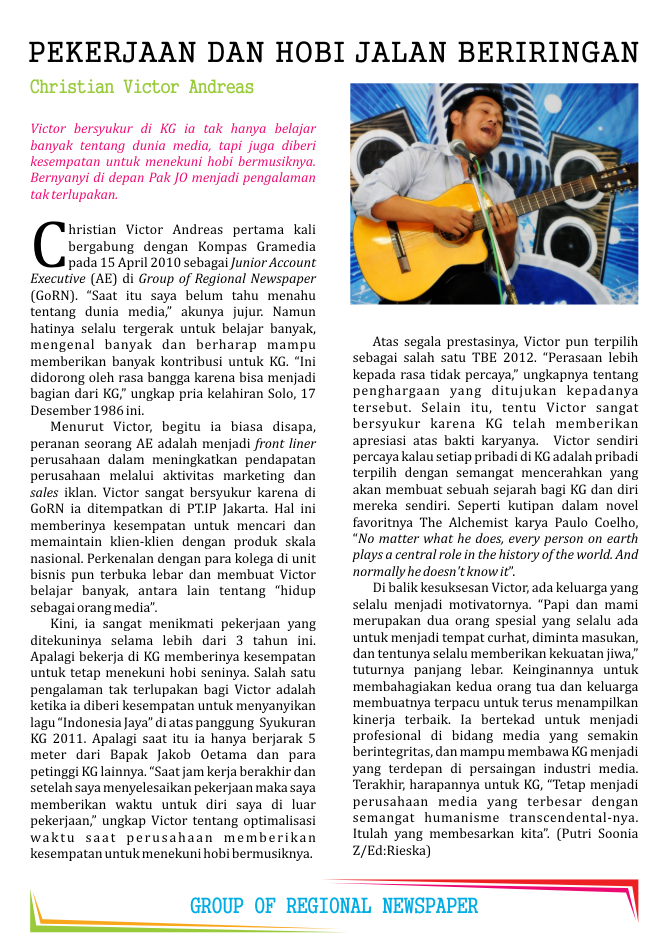 PEKERJAAN DAN HOBI JALAN BERIRINGAN
Christian Victor Andreas
Victor bersyukur di KG ia tak hanya belajar
banyak tentang dunia media, tapi juga diberi
kesempatan untuk menekuni hobi bermusiknya.
Bernyanyi di depan Pak JO menjadi pengalaman
tak terlupakan.
Christian Victor Andreas pertama kali
bergabung dengan Kompas Gramedia
pada 15 April 2010 sebagai Junior Account
Executive (AE) di Group of Regional Newspaper
(GoRN). “Saat itu saya belum tahu menahu
tentang dunia media,” akunya jujur. Namun
hatinya selalu tergerak untuk belajar banyak,
mengenal banyak dan berharap mampu
memberikan banyak kontribusi untuk KG. “Ini
didorong oleh rasa bangga karena bisa menjadi
bagian dari KG,” ungkap pria kelahiran Solo, 17
Desember 1986 ini.
Menurut Victor, begitu ia biasa disapa,
peranan seorang AE adalah menjadi front liner
perusahaan dalam meningkatkan pendapatan
perusahaan melalui aktivitas marketing dan
sales iklan. Victor sangat bersyukur karena di
GoRN ia ditempatkan di PT.IP Jakarta. Hal ini
memberinya kesempatan untuk mencari dan
memaintain klien-klien dengan produk skala
nasional. Perkenalan dengan para kolega di unit
bisnis pun terbuka lebar dan membuat Victor
belajar banyak, antara lain tentang “hidup
sebagai orang media”.
Kini, ia sangat menikmati pekerjaan yang
ditekuninya selama lebih dari 3 tahun ini.
Apalagi bekerja di KG memberinya kesempatan
untuk tetap menekuni hobi seninya. Salah satu
pengalaman tak terlupakan bagi Victor adalah
ketika ia diberi kesempatan untuk menyanyikan
lagu “Indonesia Jaya” di atas panggung Syukuran
KG 2011. Apalagi saat itu ia hanya berjarak 5
meter dari Bapak Jakob Oetama dan para
petinggi KG lainnya. “Saat jam kerja berakhir dan
setelah saya menyelesaikan pekerjaan maka saya
memberikan waktu untuk diri saya di luar
pekerjaan,” ungkap Victor tentang optimalisasi
waktu saat perusahaan memberikan
kesempatan untuk menekuni hobi bermusiknya.
Atas segala prestasinya, Victor pun terpilih
sebagai salah satu TBE 2012. “Perasaan lebih
kepada rasa tidak percaya,” ungkapnya tentang
penghargaan yang ditujukan kepadanya
tersebut. Selain itu, tentu Victor sangat
bersyukur karena KG telah memberikan
apresiasi atas bakti karyanya. Victor sendiri
percaya kalau setiap pribadi di KG adalah pribadi
terpilih dengan semangat mencerahkan yang
akan membuat sebuah sejarah bagi KG dan diri
mereka sendiri. Seperti kutipan dalam novel
favoritnya The Alchemist karya Paulo Coelho,
“No matter what he does, every person on earth
plays a central role in the history of the world. And
normally he doesn't know it”.
Di balik kesuksesan Victor, ada keluarga yang
selalu menjadi motivatornya. “Papi dan mami
merupakan dua orang spesial yang selalu ada
untuk menjadi tempat curhat, diminta masukan,
dan tentunya selalu memberikan kekuatan jiwa,”
tuturnya panjang lebar. Keinginannya untuk
membahagiakan kedua orang tua dan keluarga
membuatnya terpacu untuk terus menampilkan
kinerja terbaik. Ia bertekad untuk menjadi
profesional di bidang media yang semakin
berintegritas, dan mampu membawa KG menjadi
yang terdepan di persaingan industri media.
Terakhir, harapannya untuk KG, “Tetap menjadi
perusahaan media yang terbesar dengan
semangat humanisme transcendental-nya.
Itulah yang membesarkan kita”. (Putri Soonia
Z/Ed:Rieska)
GROUP OF REGIONAL NEWSPAPER